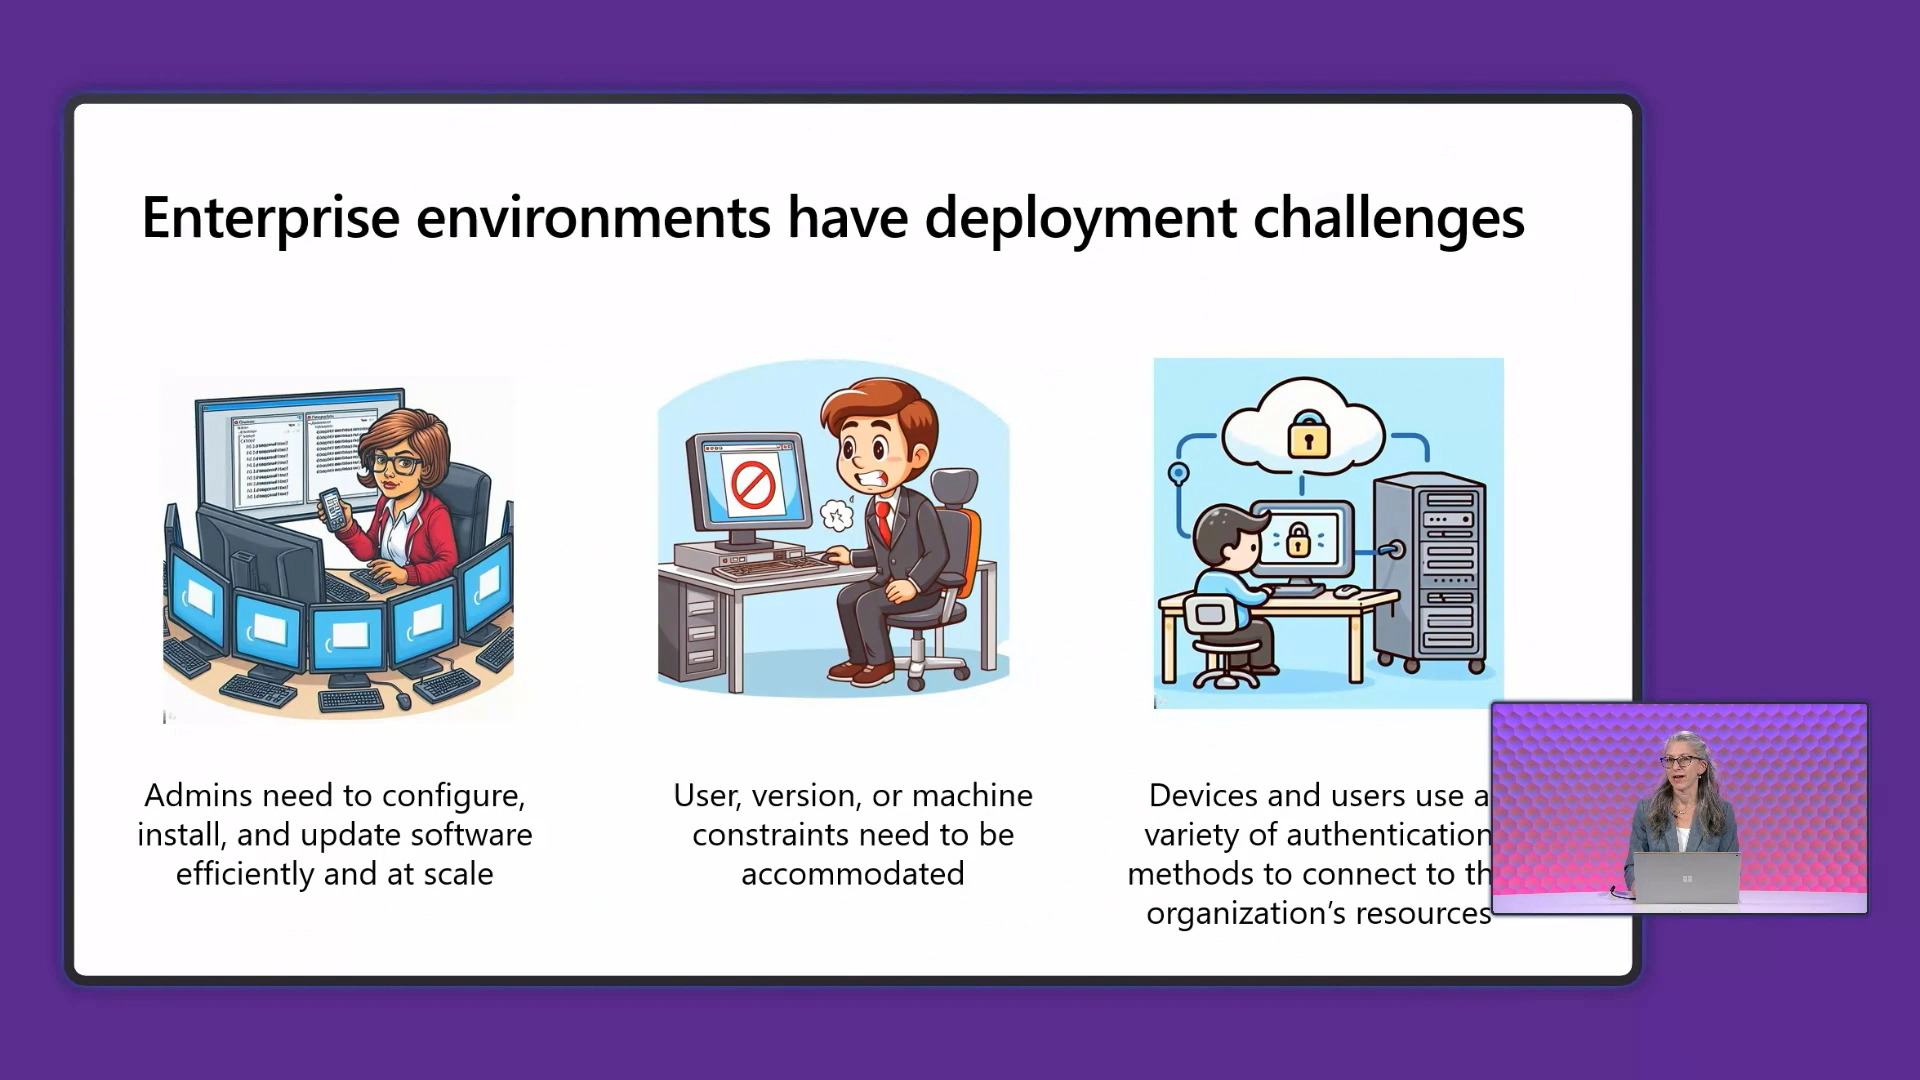 Enterprise environments have deployment challenges
Admins need to configure,
install, and update software
efficiently and at scale
User, version, or machine
constraints need to be
accommodated
Devices and users use a
variety of authentication
methods to connect to
organization's resources